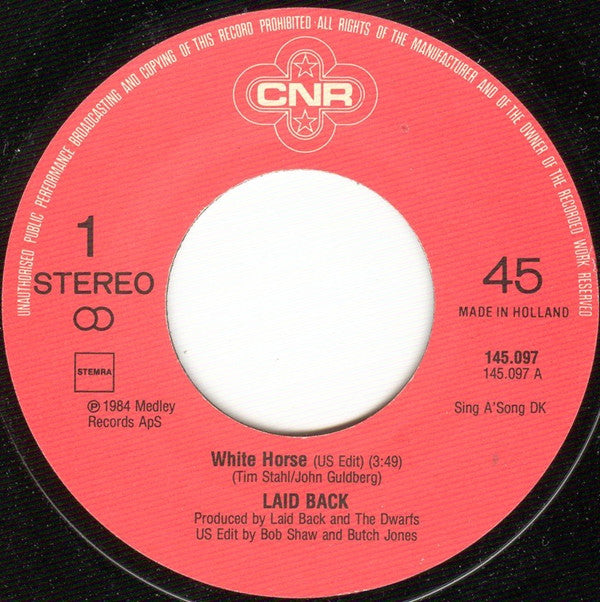 UNAUTHORISED PUBLIC PERFORMANCE BROADCASTING AND COPYING OF THIS RECORD PROHIBITED ALL RIGHTS OF THE MANUFACTURER AND OF THE OWNER OF THE RECORDED WORK RESERVED
CNR
1
STEREO
45
MADE IN HOLLAND
STEMRA
145.097
145.097 A
℗ 1984 Medley
Records ApS
Sing A'Song DK
White Horse (US Edit) (3:49)
(Tim Stahl/John Guldberg)
LAID BACK
Produced by Laid Back and The Dwarfs
US Edit by Bob Shaw and Butch Jones